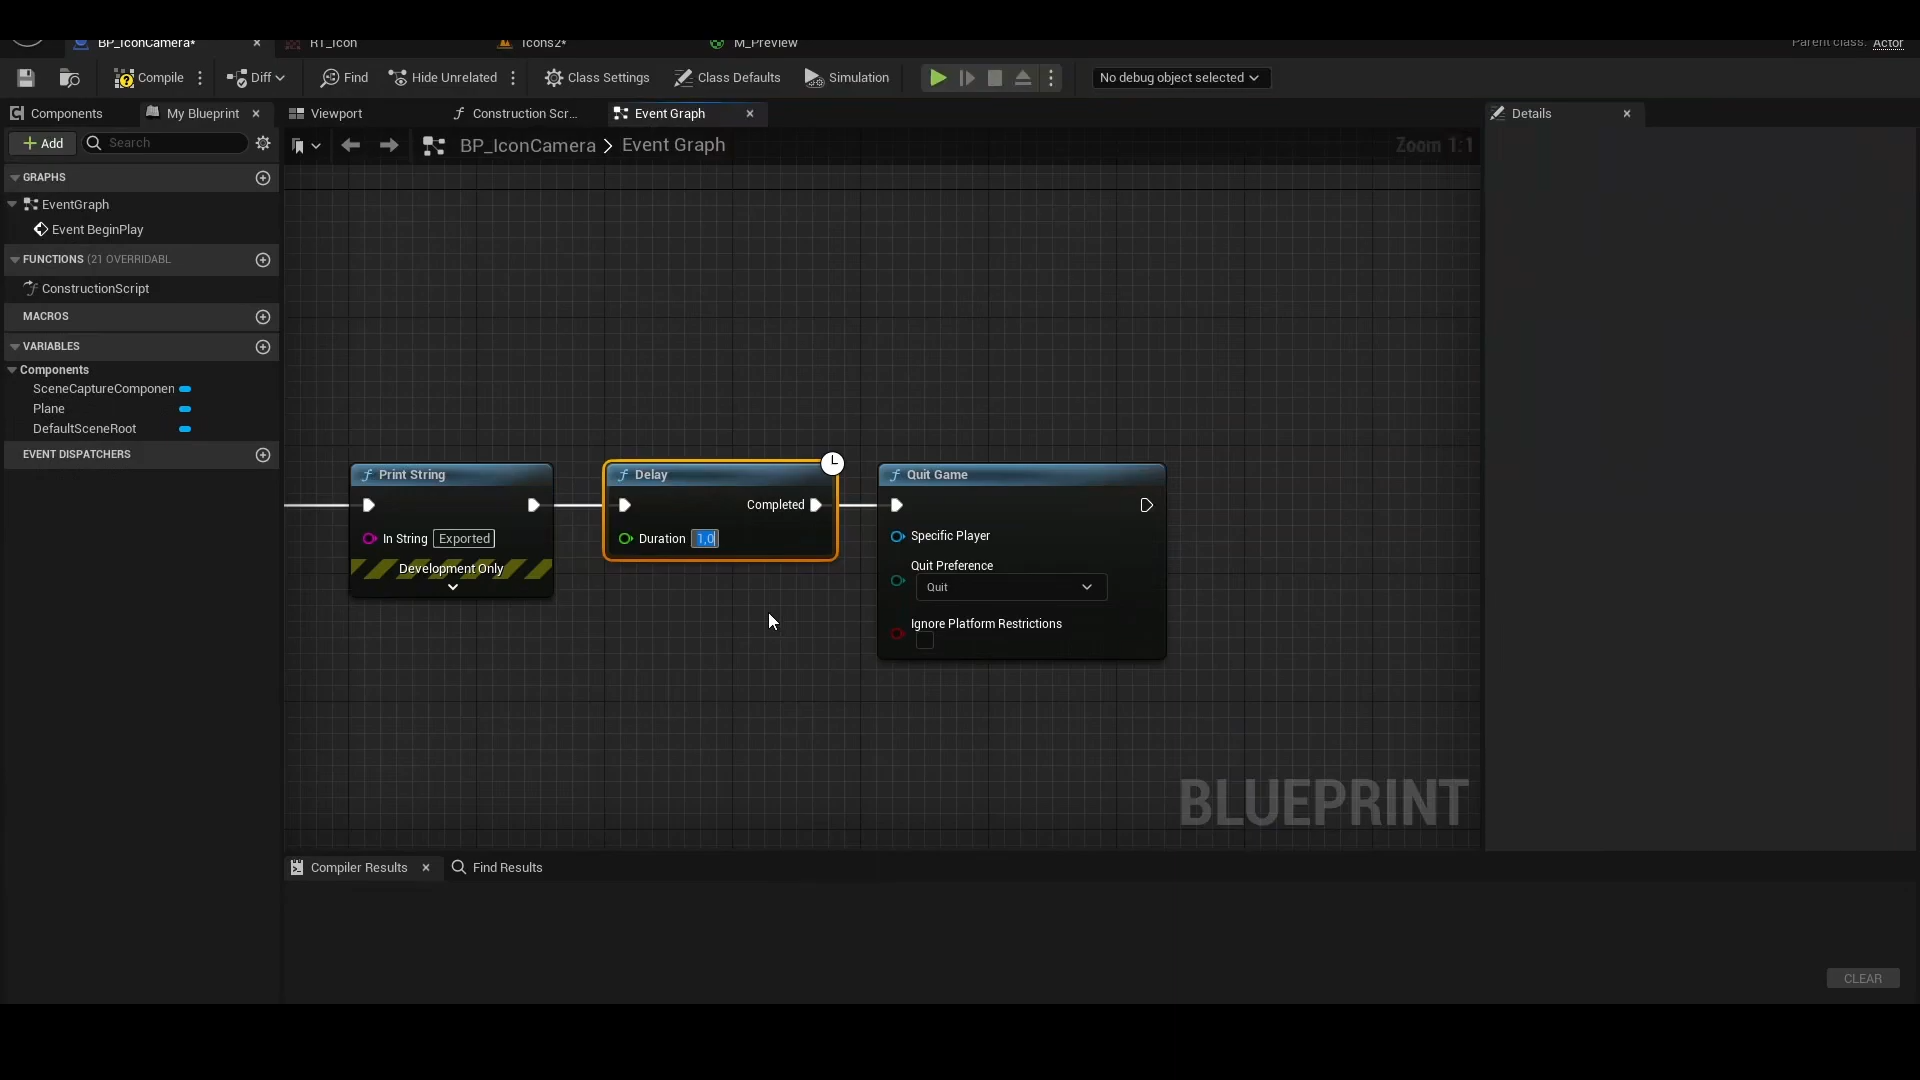 BP_IconCamera*
RT_Icon
Icons2*
M_Preview
Parent class: Actor
Compile
Diff
Find
Hide Unrelated
Class Settings
Class Defaults
Simulation
No debug object selected
Components
My Blueprint
Viewport
Construction Scr...
Event Graph
Details
Add
Search
BP_IconCamera > Event Graph
Zoom 1:1
GRAPHS
EventGraph
Event BeginPlay
FUNCTIONS (21 OVERRIDABL
ConstructionScript
MACROS
VARIABLES
Components
SceneCaptureComponen
Plane
DefaultSceneRoot
EVENT DISPATCHERS
Print String
In String Exported
Development Only
Delay
Completed
Duration 1,0
Quit Game
Specific Player
Quit Preference
Quit
Ignore Platform Restrictions
BLUEPRINT
Compiler Results
Find Results
CLEAR